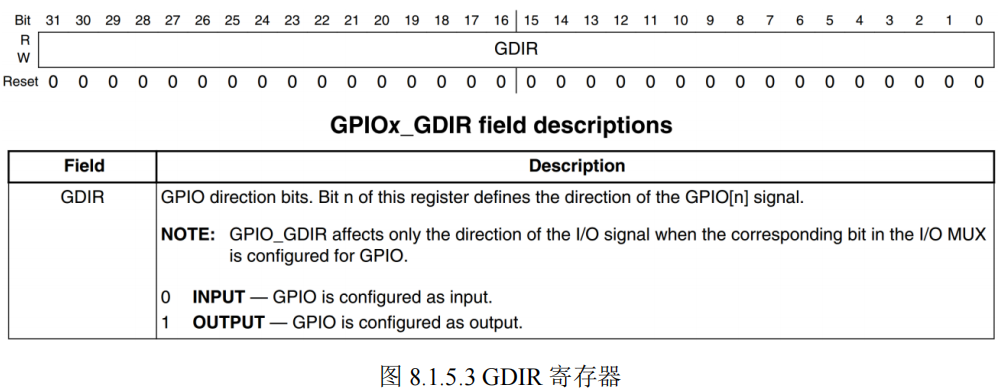 Bit 31 30 29 28 27 26 25 24 23 22 21 20 19 18 17 16 15 14 13 12 11 10 9 8 7 6 5 4 3 2 1 0
R
GDIR
W
Reset 0 0 0 0 0 0 0 0 0 0 0 0 0 0 0 0 0 0 0 0 0 0 0 0 0 0 0 0 0 0 0 0
GPIOx_GDIR field descriptions
Field Description
GDIR GPIO direction bits. Bit n of this register defines the direction of the GPIO[n] signal.
NOTE: GPIO_GDIR affects only the direction of the I/O signal when the corresponding bit in the I/O MUX
is configured for GPIO.
0 INPUT — GPIO is configured as input.
1 OUTPUT — GPIO is configured as output.
图 8.1.5.3 GDIR 寄存器